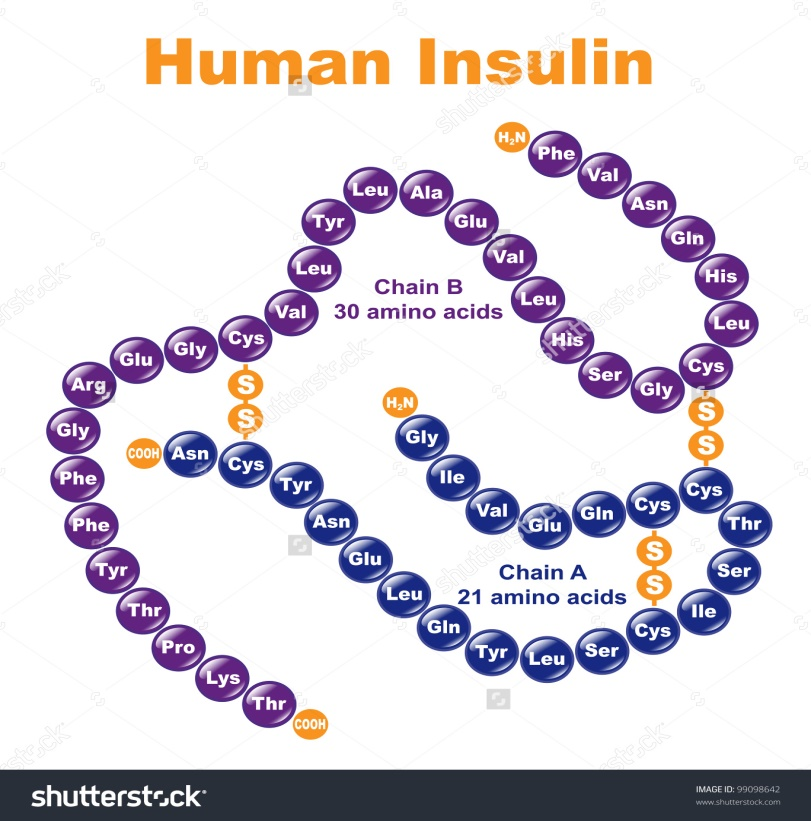 Human Insulin
H₂N
Phe
Val
Asn
Gln
His
Leu
Cys
Gly
Ser
His
Leu
Val
Glu
Ala
Leu
Tyr
Leu
Val
Cys
Gly
Glu
Arg
Gly
Phe
Phe
Tyr
Thr
Pro
Lys
Thr
COOH
Chain B
30 amino acids
S
S
S
S
H₂N
Gly
Ile
Val
Glu
Gln
Cys
Cys
Thr
Ser
Ile
Cys
Ser
Leu
Tyr
Gln
Leu
Glu
Asn
Tyr
Cys
Asn
COOH
S
S
Chain A
21 amino acids
shutterstock
IMAGE ID: 99098642
www.shutterstock.com